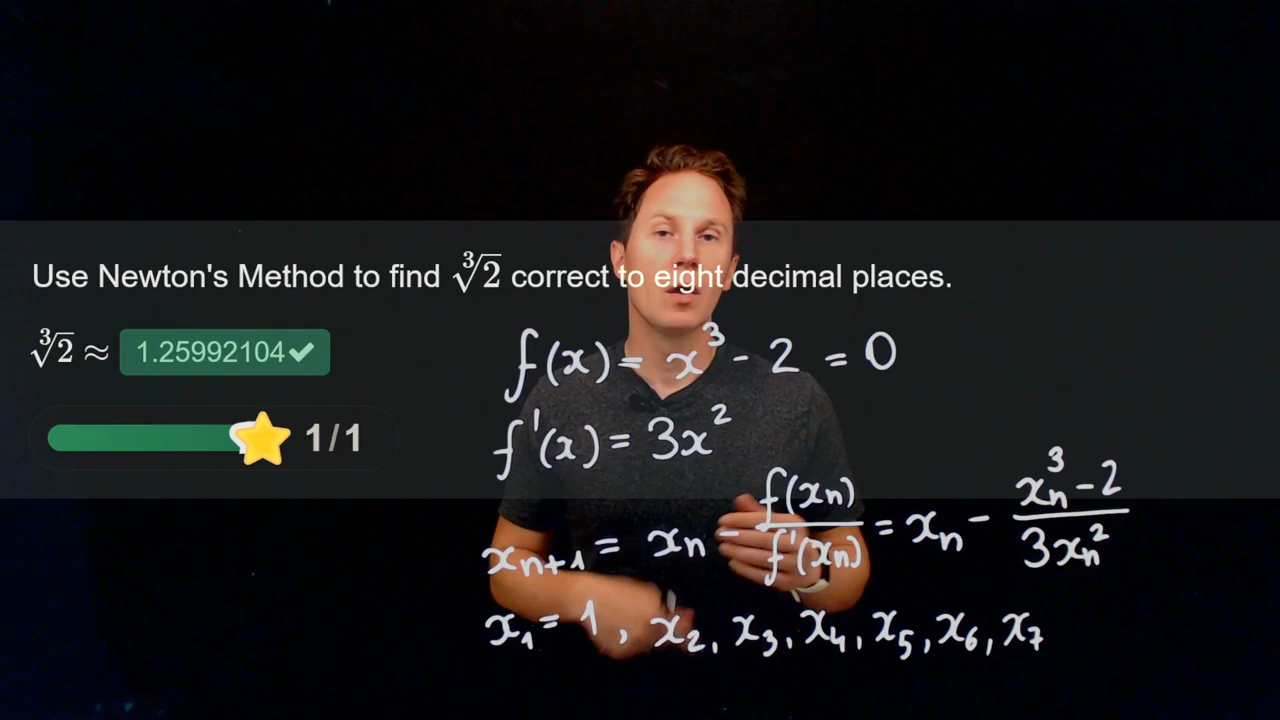 Use Newton's Method to find ∛2 correct to eight decimal places.
∛2 ≈ 1.25992104✔
1/1
f(x) = x³ - 2 = 0
f'(x) = 3x²
xₙ₊₁ = xₙ - f(xₙ)/f'(xₙ) = xₙ - (xₙ³ - 2)/(3xₙ²)
x₁ = 1, x₂, x₃, x₄, x₅, x₆, x₇